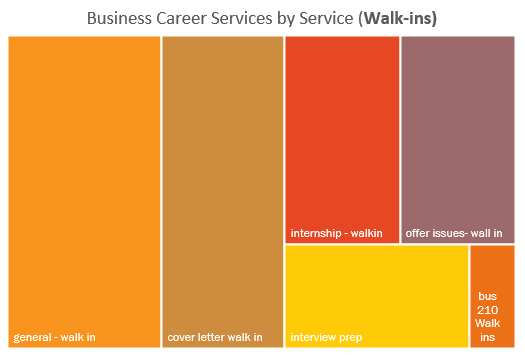 Business Career Services by Service (Walk-ins)
internship - walkin
offer issues- wall in
general - walk in
cover letter walk in
interview prep
bus
210
Walk
ins